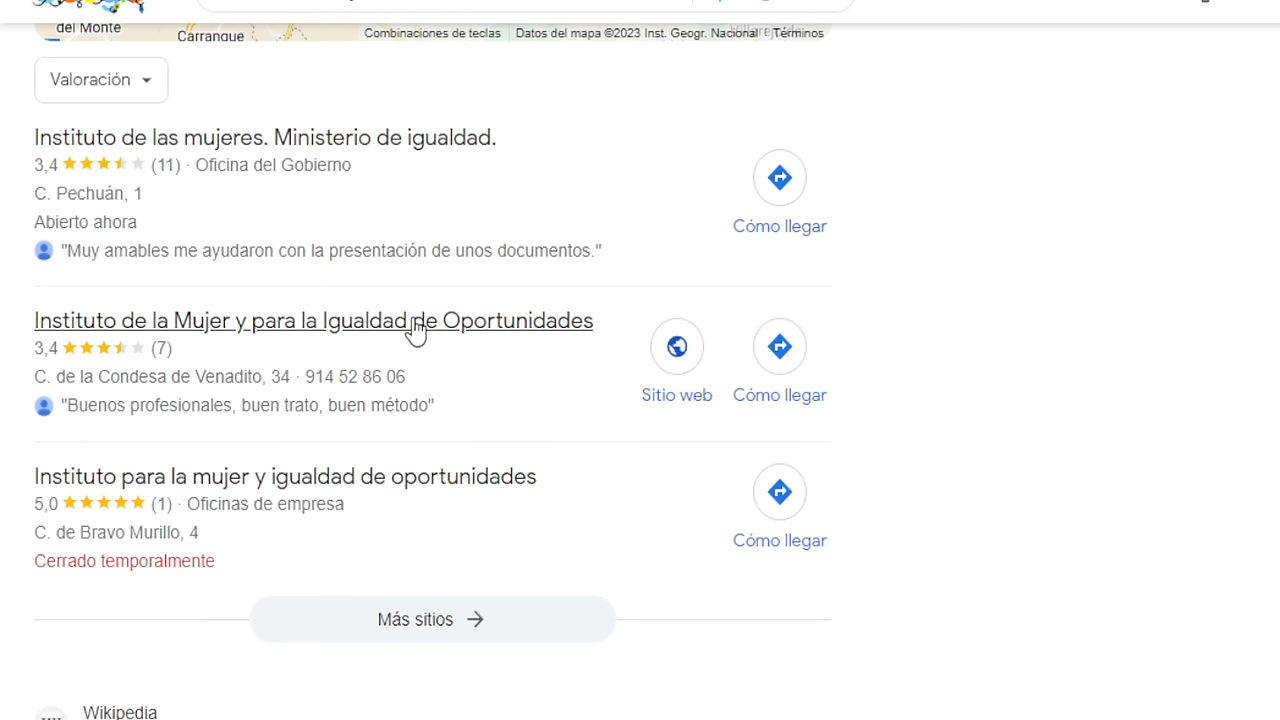 del Monte
Carranque
Combinaciones de teclas
Datos del mapa ©2023 Inst. Geogr. Nacional
Términos
Valoración
Instituto de las mujeres. Ministerio de igualdad.
3,4 (11) · Oficina del Gobierno
C. Pechuán, 1
Abierto ahora
"Muy amables me ayudaron con la presentación de unos documentos."
Cómo llegar
Instituto de la Mujer y para la Igualdad de Oportunidades
3,4 (7)
C. de la Condesa de Venadito, 34 · 914 52 86 06
"Buenos profesionales, buen trato, buen método"
Sitio web
Cómo llegar
Instituto para la mujer y igualdad de oportunidades
5,0 (1) · Oficinas de empresa
C. de Bravo Murillo, 4
Cerrado temporalmente
Cómo llegar
Más sitios
Wikipedia